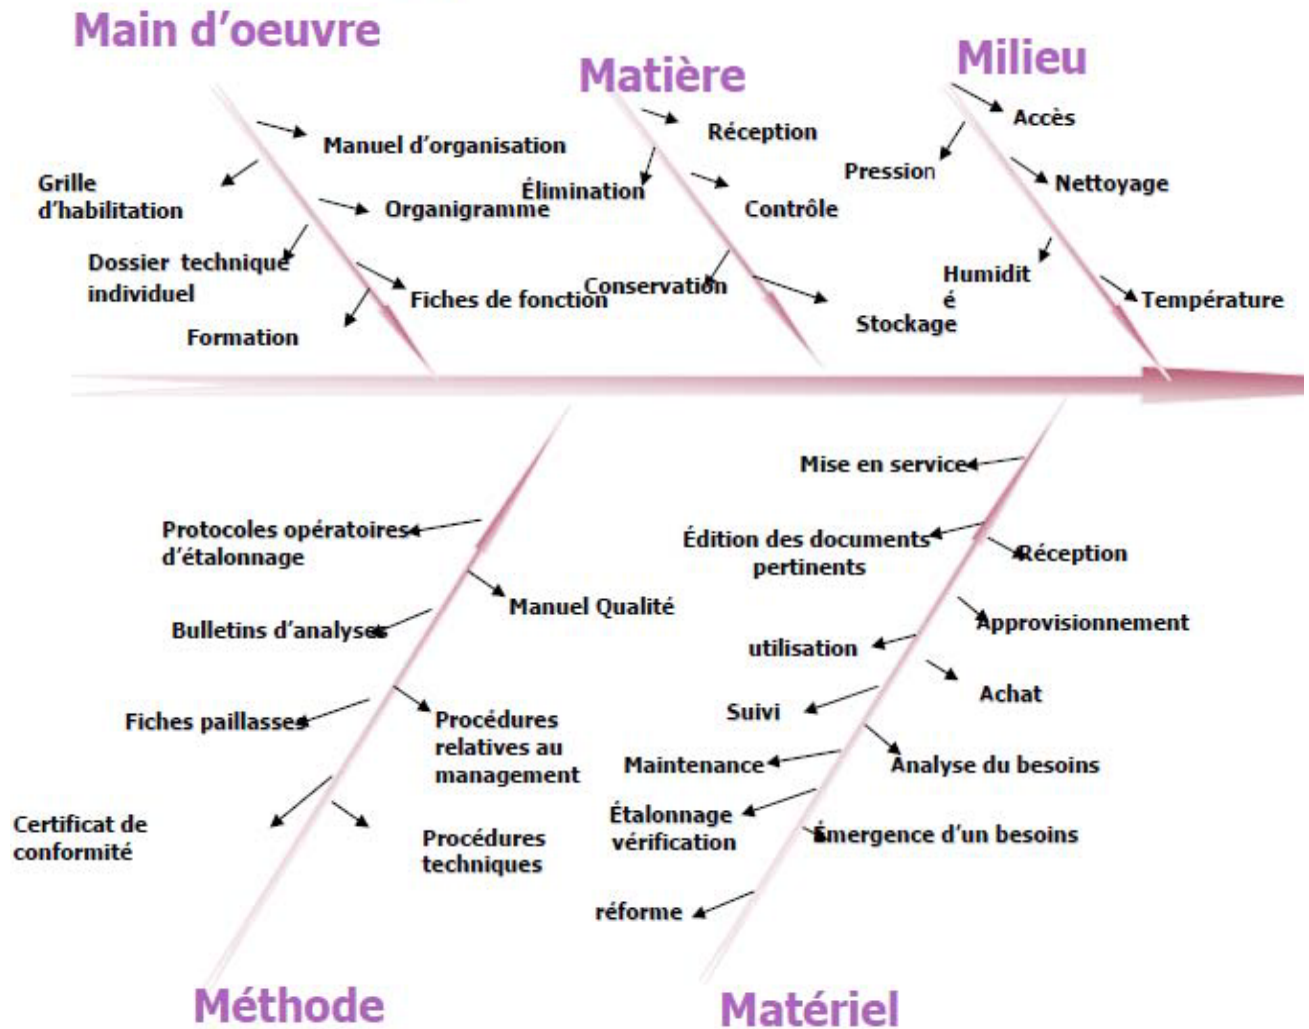 Main d’oeuvre
Manuel d’organisation
Grille
d’habilitation
Organigramme
Dossier technique
individuel
Fiches de fonction
Formation
Matière
Réception
Élimination
Contrôle
Conservation
Stockage
Milieu
Accès
Pression
Nettoyage
Humidit
é
Température
Protocoles opératoires
d’étalonnage
Manuel Qualité
Bulletins d’analyses
Fiches paillasses
Procédures
relatives au
management
Certificat de
conformité
Procédures
techniques
Méthode
Mise en service
Édition des documents
pertinents
Réception
Approvisionnement
utilisation
Achat
Suivi
Analyse du besoins
Maintenance
Étalonnage
vérification
Émergence d’un besoins
réforme
Matériel